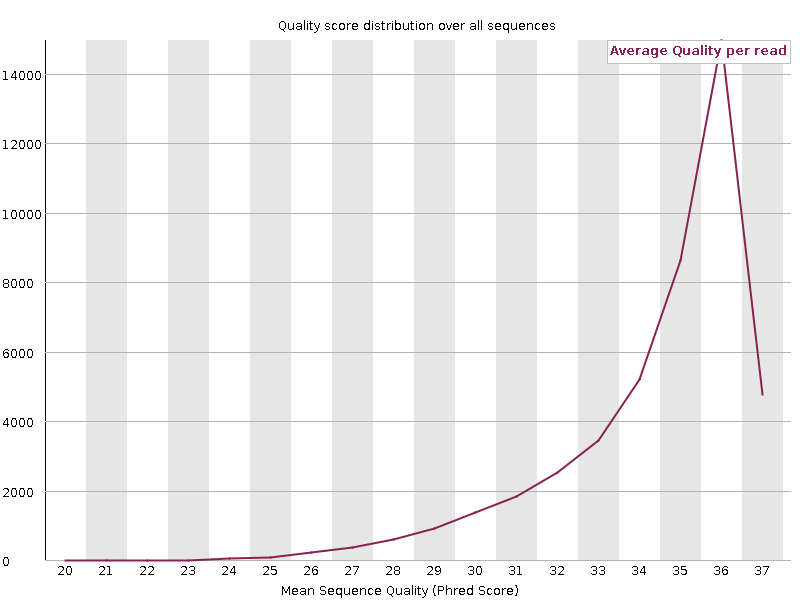 Quality score distribution over all sequences
Average Quality per read
14000
12000
10000
8000
6000
4000
2000
0
20 21 22 23 24 25 26 27 28 29 30 31 32 33 34 35 36 37
Mean Sequence Quality (Phred Score)